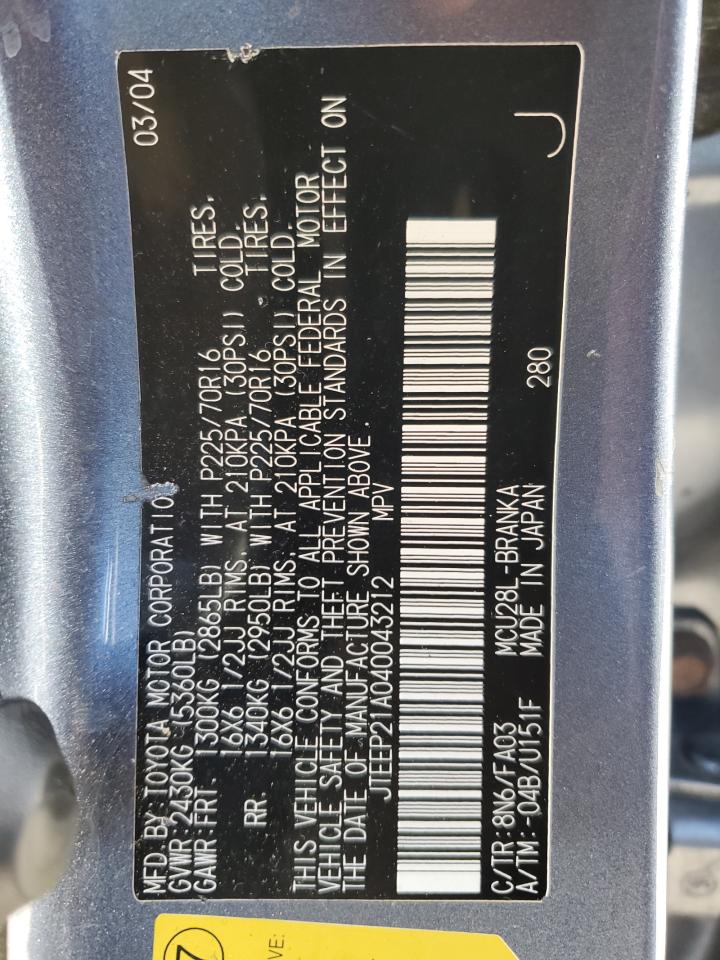 MFD.BY:TOYOTA MOTOR CORPORATION 03/04
GVWR:2430KG (5360LB)
GAWR:FRT. 1300KG (2865LB) WITH P225/70R16 TIRES.
16X6 1/2JJ RIMS, AT 210KPA (30PSI) COLD.
RR. 1340KG (2950LB) WITH P225/70R16 TIRES.
16X6 1/2JJ RIMS, AT 210KPA (30PSI) COLD.
THIS VEHICLE CONFORMS TO ALL APPLICABLE FEDERAL MOTOR
VEHICLE SAFETY AND THEFT PREVENTION STANDARDS IN EFFECT ON
THE DATE OF MANUFACTURE SHOWN ABOVE.
JTEEP21A040043212 MPV
C/TR:8N6/FA03 MCU28L-BRANKA
A/TM:-04B/U151F MADE IN JAPAN 280 J
7
VE: